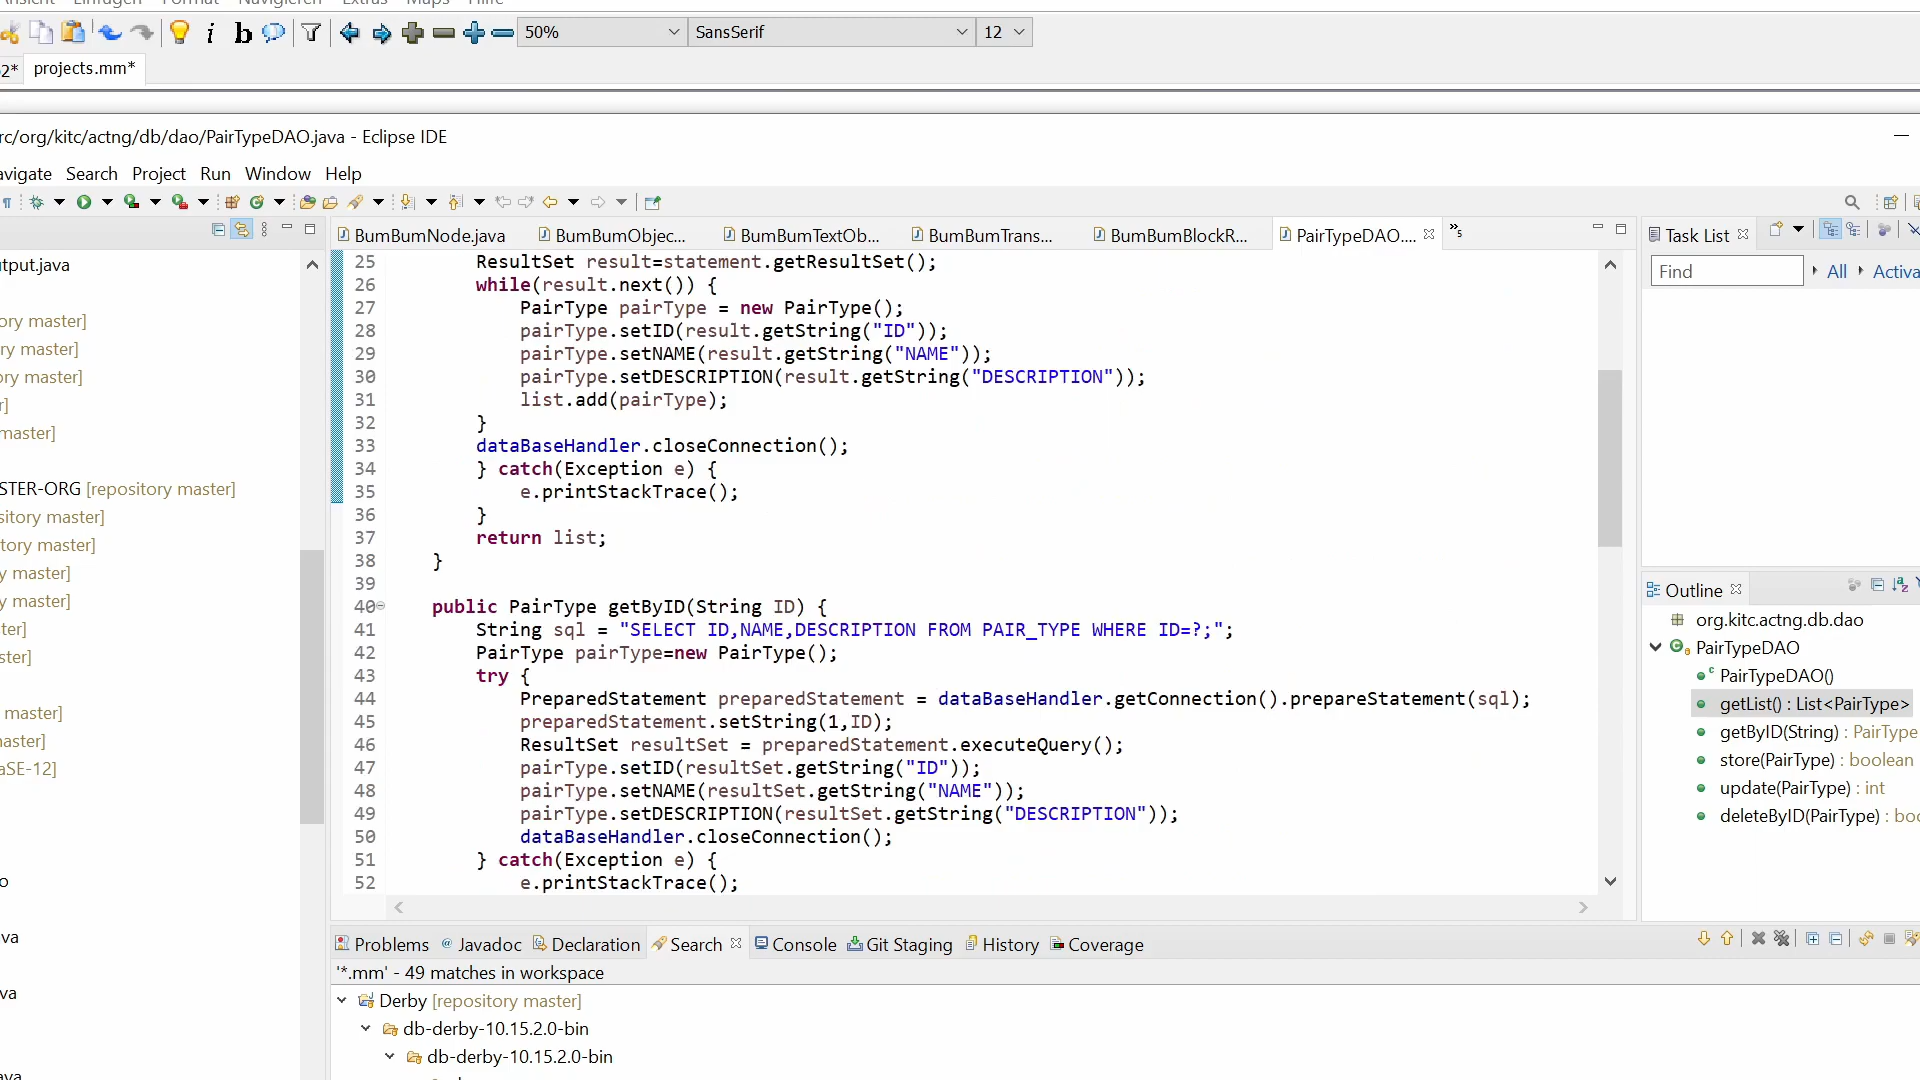 Ansicht Einfügen Format Navigieren Extras Maps Hilfe
i b 50% SansSerif 12
2* projects.mm*
rc/org/kitc/actng/db/dao/PairTypeDAO.java - Eclipse IDE
avigate Search Project Run Window Help
BumBumNode.java BumBumObjec... BumBumTextOb... BumBumTrans... BumBumBlockR... PairTypeDAO.... »5
tput.java
ory master]
ry master]
ory master]
r]
master]
STER-ORG [repository master]
sitory master]
tory master]
y master]
y master]
ter]
ster]
master]
naster]
aSE-12]
o
va
va
ava
25 ResultSet result=statement.getResultSet();
26 while(result.next()) {
27 PairType pairType = new PairType();
28 pairType.setID(result.getString("ID"));
29 pairType.setNAME(result.getString("NAME"));
30 pairType.setDESCRIPTION(result.getString("DESCRIPTION"));
31 list.add(pairType);
32 }
33 dataBaseHandler.closeConnection();
34 } catch(Exception e) {
35 e.printStackTrace();
36 }
37 return list;
38 }
39
40 public PairType getByID(String ID) {
41 String sql = "SELECT ID,NAME,DESCRIPTION FROM PAIR_TYPE WHERE ID=?;";
42 PairType pairType=new PairType();
43 try {
44 PreparedStatement preparedStatement = dataBaseHandler.getConnection().prepareStatement(sql);
45 preparedStatement.setString(1,ID);
46 ResultSet resultSet = preparedStatement.executeQuery();
47 pairType.setID(resultSet.getString("ID"));
48 pairType.setNAME(resultSet.getString("NAME"));
49 pairType.setDESCRIPTION(resultSet.getString("DESCRIPTION"));
50 dataBaseHandler.closeConnection();
51 } catch(Exception e) {
52 e.printStackTrace();
Task List
Find All Activa
Outline
org.kitc.actng.db.dao
PairTypeDAO
PairTypeDAO()
getList() : List<PairType>
getByID(String) : PairType
store(PairType) : boolean
update(PairType) : int
deleteByID(PairType) : boo
Problems Javadoc Declaration Search Console Git Staging History Coverage
'*.mm' - 49 matches in workspace
Derby [repository master]
db-derby-10.15.2.0-bin
db-derby-10.15.2.0-bin